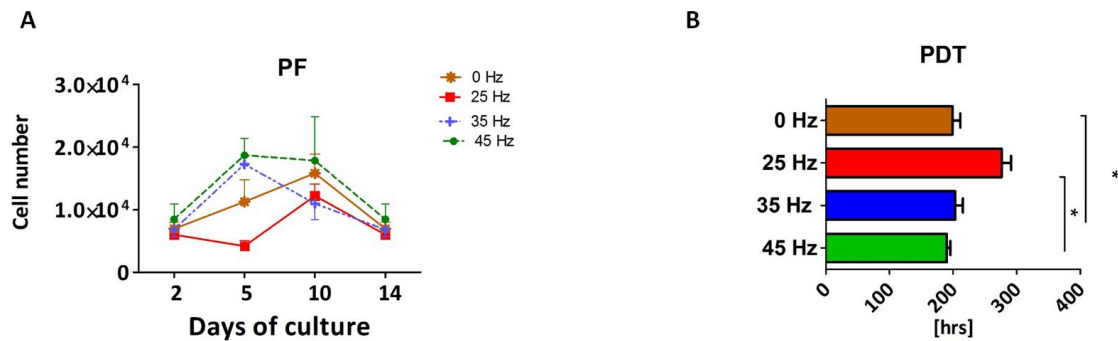 A
PF
3.0×10⁴
2.0×10⁴
1.0×10⁴
0
Cell number
2 5 10 14
Days of culture
0 Hz
25 Hz
35 Hz
45 Hz
B
PDT
0 Hz
25 Hz
35 Hz
45 Hz
0 100 200 300 400
[hrs]
*
*